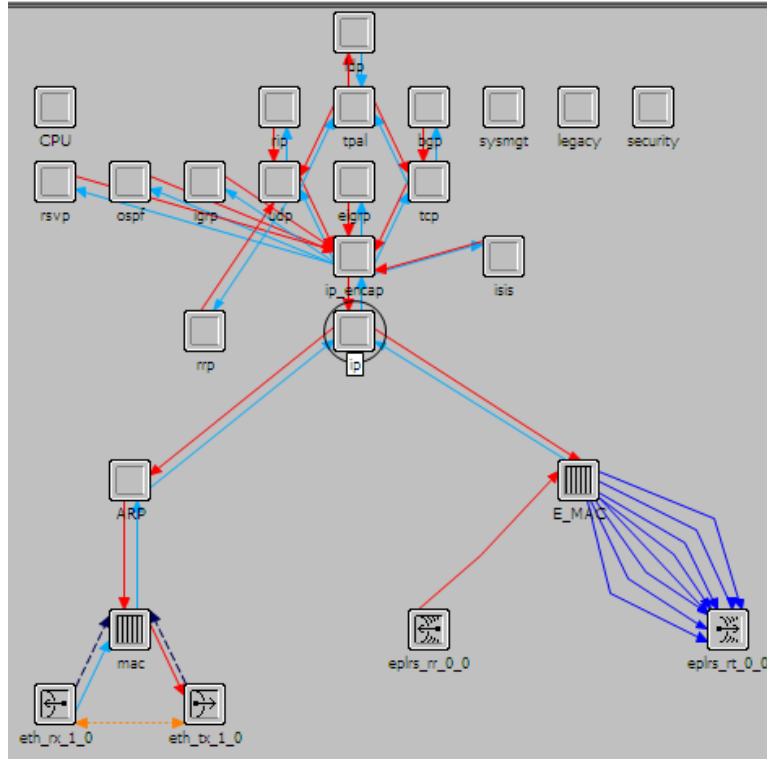 CPU
rip
tpal
bgp
sysmgt
legacy
security
rsvp
ospf
igrp
udp
eigrp
tcp
ip_encap
isis
rrp
ip
ARP
E_MAC
mac
eplrs_rr_0_0
eplrs_rt_0_0
eth_rx_1_0
eth_tx_1_0